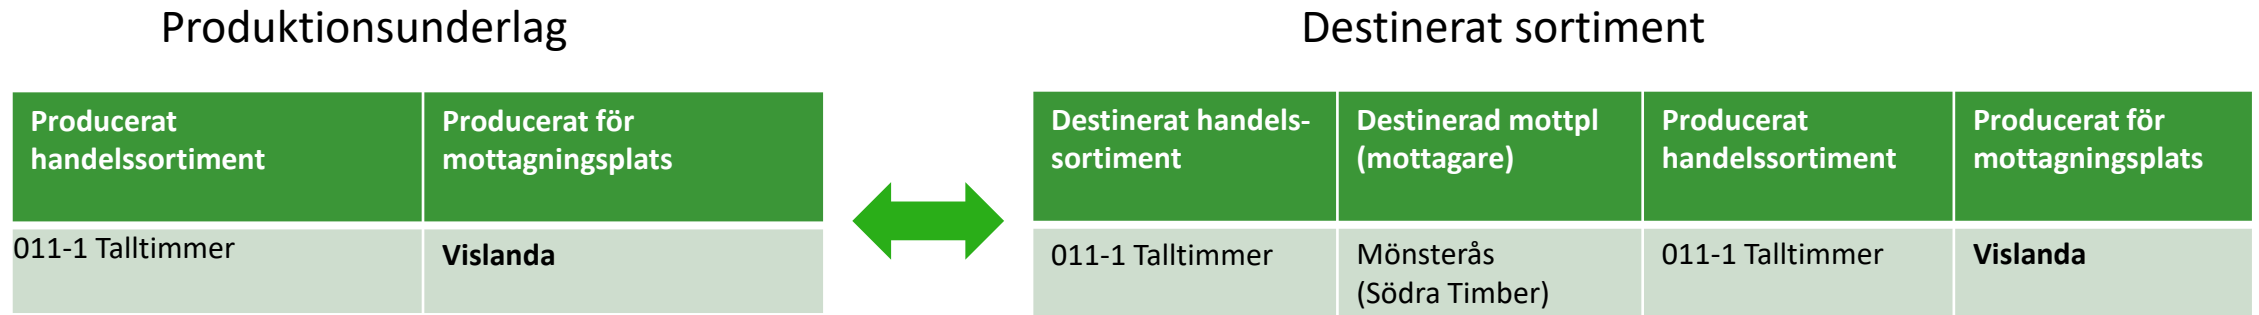 Produktionsunderlag
Producerat
handelssortiment
Producerat för
mottagningsplats
011-1 Talltimmer
Vislanda
Destinerat sortiment
Destinerat handels-
sortiment
Destinerad mottpl
(mottagare)
Producerat
handelssortiment
Producerat för
mottagningsplats
011-1 Talltimmer
Mönsterås
(Södra Timber)
011-1 Talltimmer
Vislanda